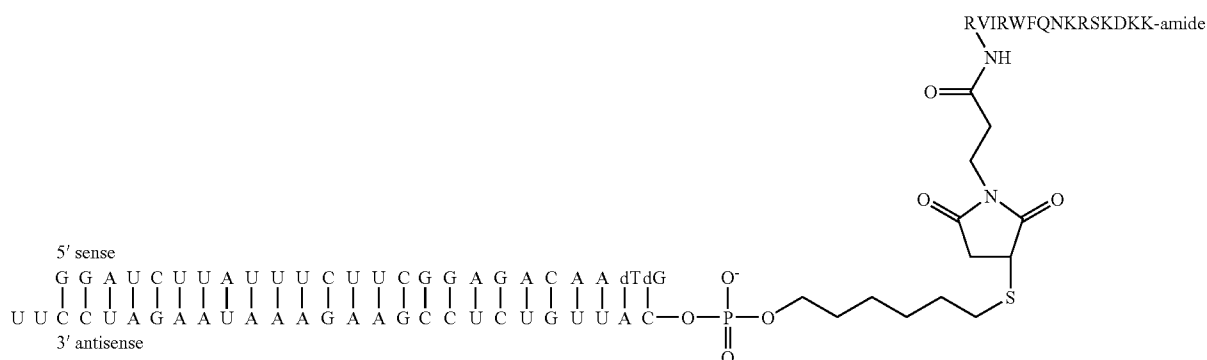 RVIRWFQNKRSKDKK-amide
NH
O
N
O O
5' sense
G G A U C U U A U U U C U U C G G A G A C A A dTdG O⁻ S
U U C C U A G A A U A A A G A A G C C U C U G U U A C O P O
3' antisense O